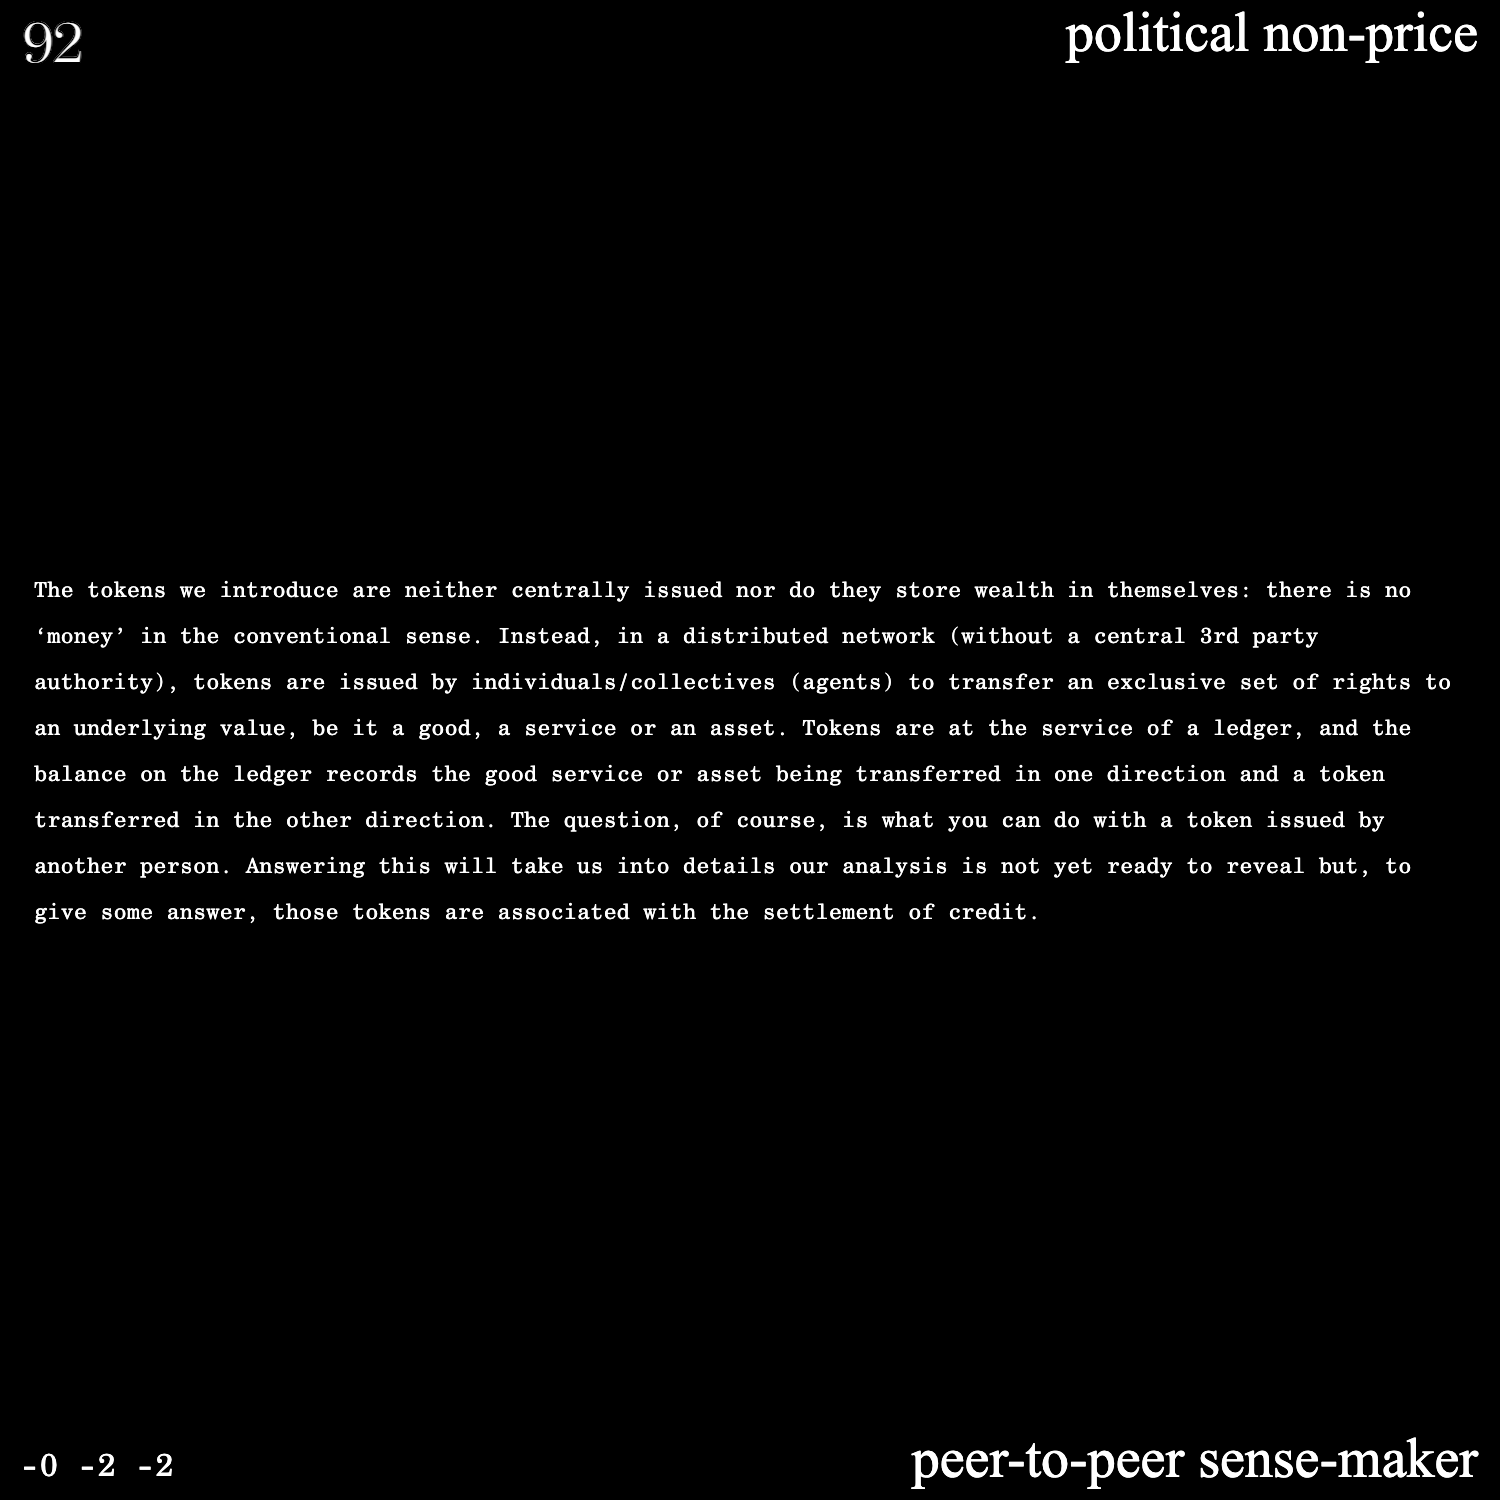 92
political non-price
The tokens we introduce are neither centrally issued nor do they store wealth in themselves: there is no
‘money’ in the conventional sense. Instead, in a distributed network (without a central 3rd party
authority), tokens are issued by individuals/collectives (agents) to transfer an exclusive set of rights to
an underlying value, be it a good, a service or an asset. Tokens are at the service of a ledger, and the
balance on the ledger records the good service or asset being transferred in one direction and a token
transferred in the other direction. The question, of course, is what you can do with a token issued by
another person. Answering this will take us into details our analysis is not yet ready to reveal but, to
give some answer, those tokens are associated with the settlement of credit.
-0 -2 -2
peer-to-peer sense-maker